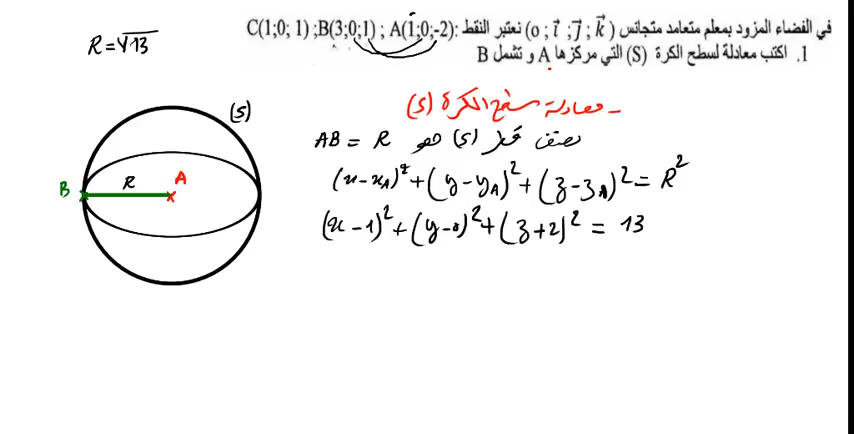 في الفضاء المزود بمعلم متعامد متجانس (o ; i ; j ; k) نعتبر النقط :A(1;0;-2) ; B(3;0;1) ; C(1;0; 1)
1. اكتب معادلة لسطح الكرة (S) التي مركزها A و تشمل B
R = √13
- معادلة سطح الكرة (S)
نصف قطر (S) هو AB = R
(x - xA)² + (y - yA)² + (z - zA)² = R²
(x - 1)² + (y - 0)² + (z + 2)² = 13
(S)
B R A